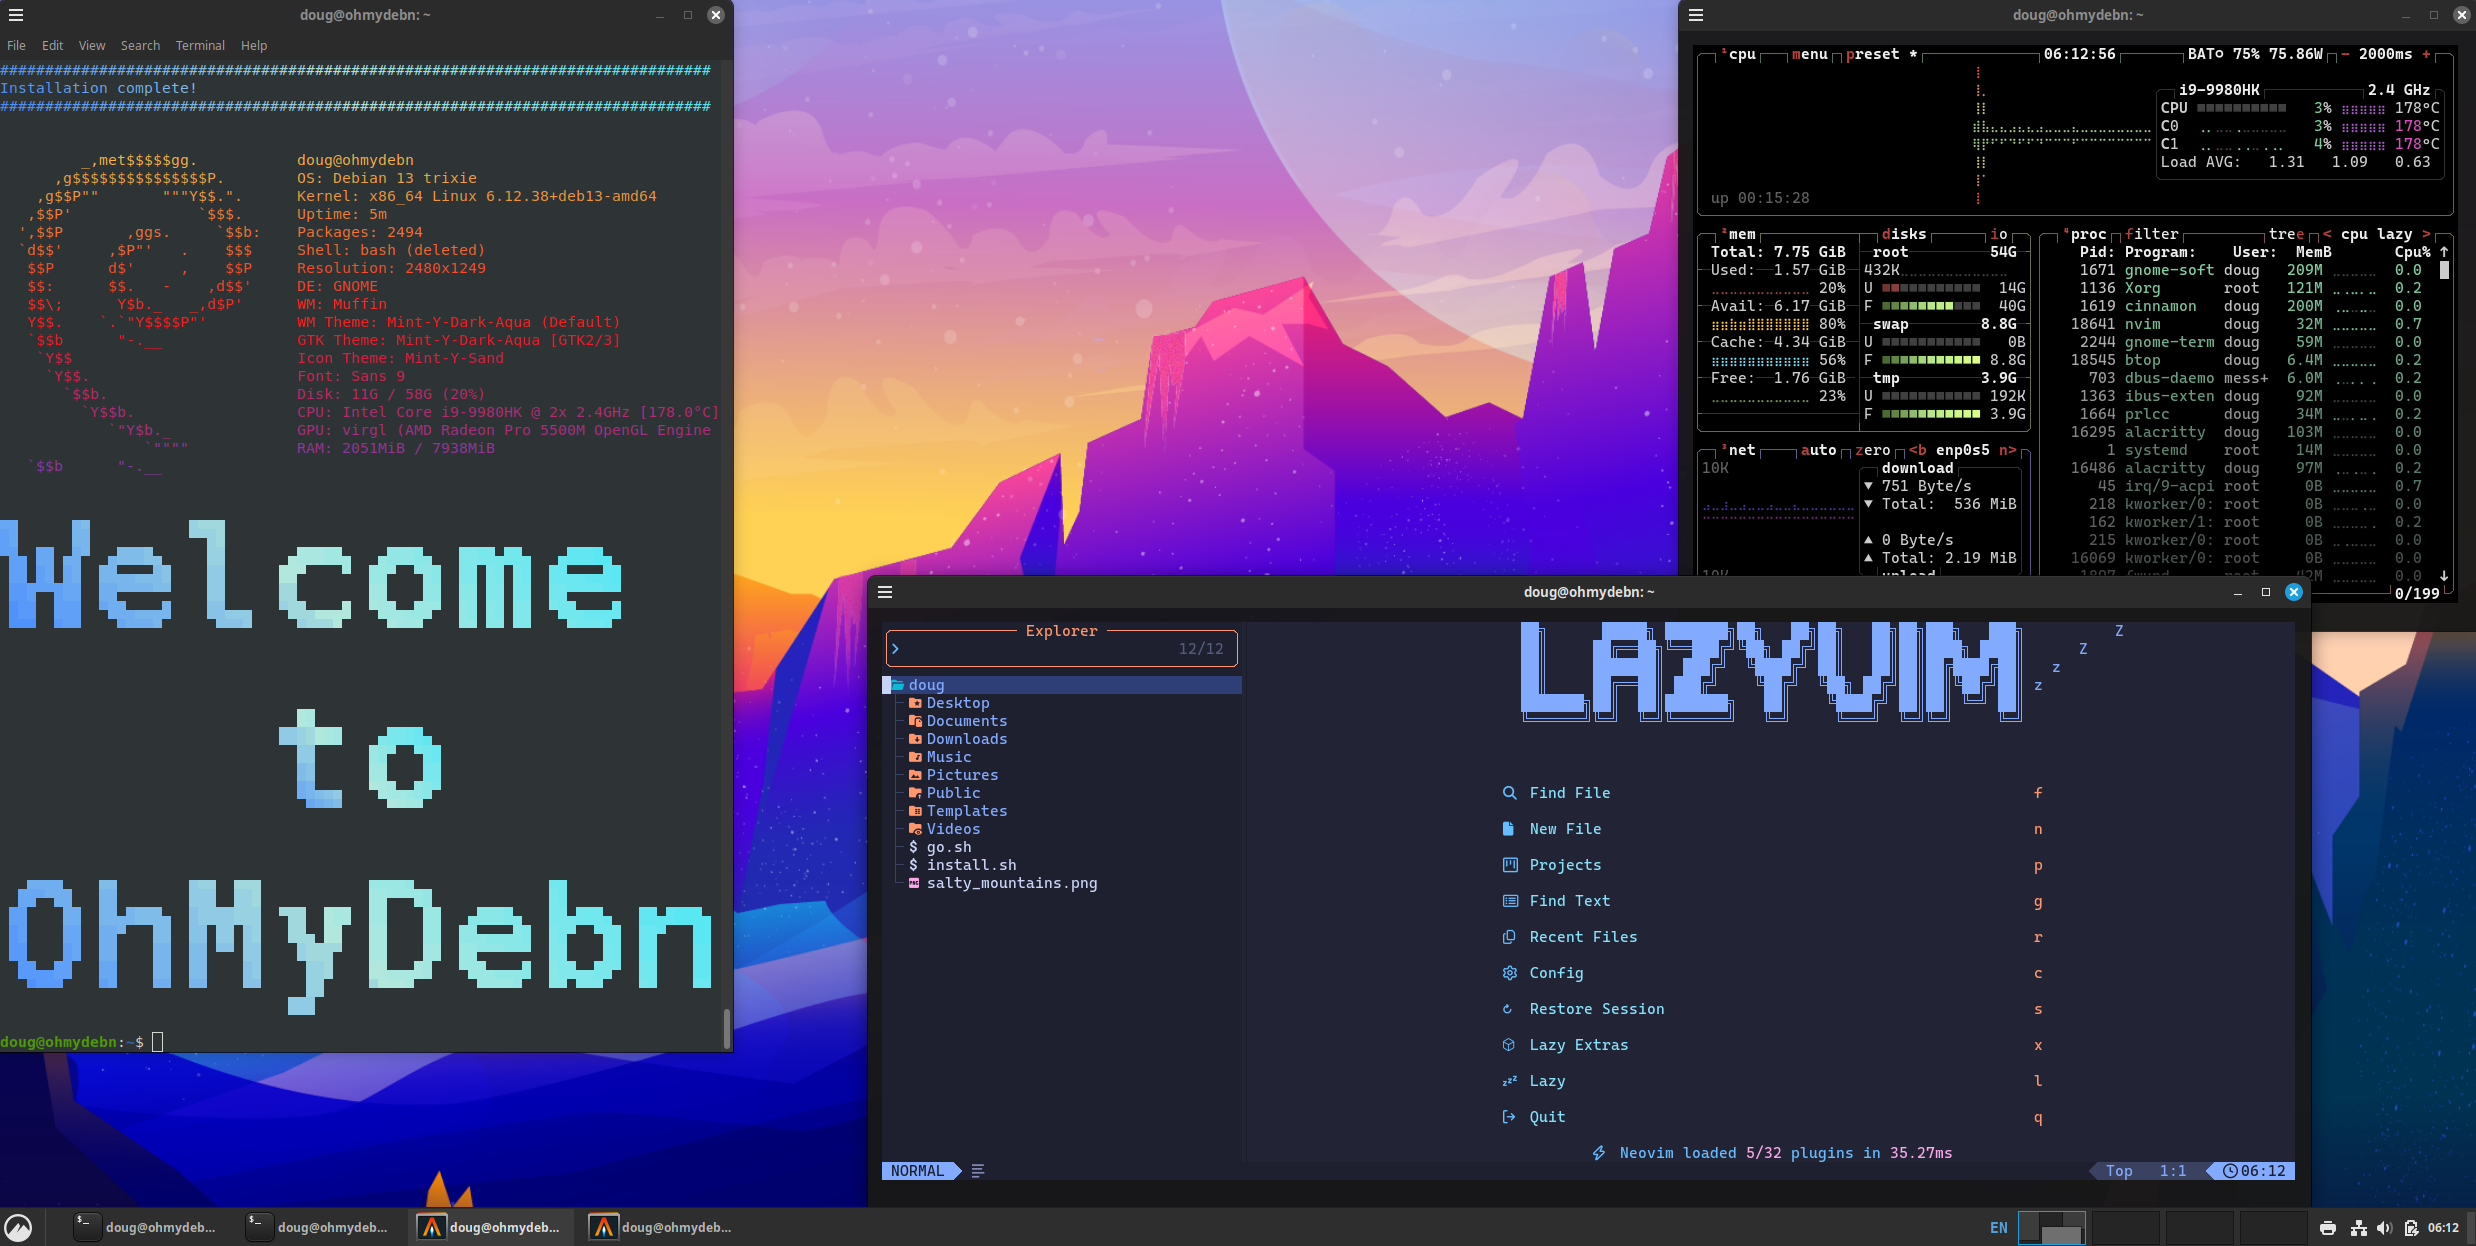 doug@ohmydebn: ~
File Edit View Search Terminal Help
###############################################################################
Installation complete!
###############################################################################
_,met$$$$$gg. doug@ohmydebn
,g$$$$$$$$$$$$$$$P. OS: Debian 13 trixie
,g$$P"" """Y$$.". Kernel: x86_64 Linux 6.12.38+deb13-amd64
,$$P' `$$$. Uptime: 5m
',$$P ,ggs. `$$b: Packages: 2494
`d$$' ,$P"' . $$$ Shell: bash (deleted)
$$P d$' , $$P Resolution: 2480x1249
$$: $$. - ,d$$' DE: GNOME
$$\; Y$b._ _,d$P' WM: Muffin
Y$$. `.`"Y$$$$P"' WM Theme: Mint-Y-Dark-Aqua (Default)
`$$b "-.__ GTK Theme: Mint-Y-Dark-Aqua [GTK2/3]
`Y$$ Icon Theme: Mint-Y-Sand
`Y$$. Font: Sans 9
`$$b. Disk: 11G / 58G (20%)
`Y$$b. CPU: Intel Core i9-9980HK @ 2x 2.4GHz [178.0°C]
`"Y$b._ GPU: virgl (AMD Radeon Pro 5500M OpenGL Engine
`"""" RAM: 2051MiB / 7938MiB
`$$b "-.__
Welcome
to
OhMyDebn
doug@ohmydebn:~$
doug@ohmydebn: ~
¹cpu menu preset * 06:12:56 BAT 75% 75.86W - 2000ms +
i9-9980HK 2.4 GHz
CPU 3% 178°C
C0 3% 178°C
C1 4% 178°C
Load AVG: 1.31 1.09 0.63
up 00:15:28
mem disks io
Total: 7.75 GiB root 54G
Used: 1.57 GiB 432K
20% U 14G
Avail: 6.17 GiB F 40G
80% swap 8.8G
Cache: 4.34 GiB U 0B
56% F 8.8G
Free: 1.76 GiB tmp 3.9G
23% U 192K
F 3.9G
net auto zero <b enp0s5 n>
10K download
▼ 751 Byte/s
▼ Total: 536 MiB
▲ 0 Byte/s
▲ Total: 2.19 MiB
⁴proc filter tree < cpu lazy >
Pid: Program: User: MemB Cpu% ↑
1671 gnome-soft doug 209M 0.0
1136 Xorg root 121M 0.2
1619 cinnamon doug 200M 0.0
18641 nvim doug 32M 0.7
2244 gnome-term doug 59M 0.0
18545 btop doug 6.4M 0.2
703 dbus-daemo mess+ 6.0M 0.2
1363 ibus-exten doug 92M 0.0
1664 prlcc doug 34M 0.2
16295 alacritty doug 103M 0.0
1 systemd root 14M 0.0
16486 alacritty doug 97M 0.2
45 irq/9-acpi root 0B 0.7
218 kworker/0: root 0B 0.0
162 kworker/1: root 0B 0.2
215 kworker/0: root 0B 0.0
16069 kworker/0: root 0B 0.0
0.0 ↓
0/199
doug@ohmydebn: ~
Explorer
> 12/12
doug
Desktop
Documents
Downloads
Music
Pictures
Public
Templates
Videos
$ go.sh
$ install.sh
salty_mountains.png
LAZYVIM
Z
Z
z
z
Find File f
New File n
Projects p
Find Text g
Recent Files r
Config c
Restore Session s
Lazy Extras x
Lazy l
Quit q
Neovim loaded 5/32 plugins in 35.27ms
NORMAL Top 1:1 06:12
doug@ohmydeb... doug@ohmydeb... doug@ohmydeb... doug@ohmydeb... EN 06:12